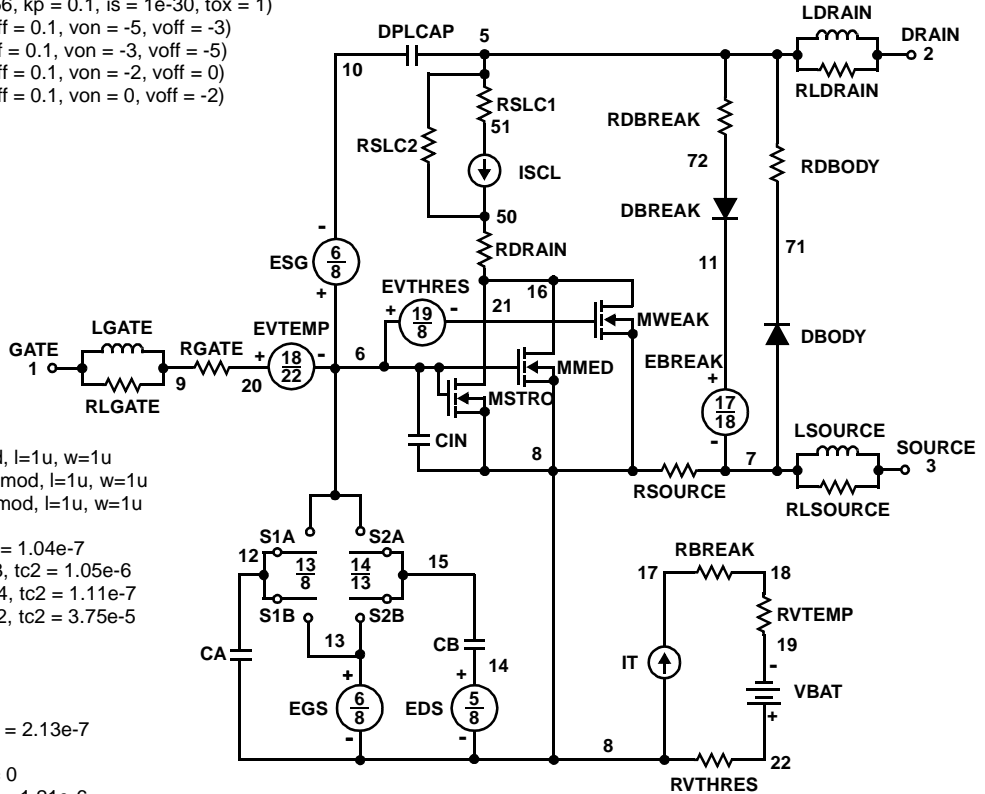 56, kp = 0.1, is = 1e-30, tox = 1)
ff = 0.1, von = -5, voff = -3)
f = 0.1, von = -3, voff = -5)
ff = 0.1, von = -2, voff = 0)
ff = 0.1, von = 0, voff = -2)
LDRAIN
DPLCAP
5
DRAIN
2
10
RLDRAIN
RSLC1
51
RDBREAK
RSLC2
72
RDBODY
ISCL
DBREAK
50
RDRAIN
71
- 6 8 +
ESG
11
EVTHRES
+ 19 8 -
16
21
MWEAK
LGATE
EVTEMP
GATE
1
RGATE
+ 18 22 -
6
MMED
EBREAK
DBODY
9
20
RLGATE
MSTRO
+ 17 18 -
CIN
LSOURCE
d, l=1u, w=1u
mod, l=1u, w=1u
mod, l=1u, w=1u
8
7
SOURCE
3
RSOURCE
RLSOURCE
= 1.04e-7
3, tc2 = 1.05e-6
4, tc2 = 1.11e-7
2, tc2 = 3.75e-5
S1A
S2A
12
13 8
14 13
15
S1B
S2B
RBREAK
17
18
RVTEMP
13
CA
CB
14
IT
19
-
VBAT
+
EGS
+ 6 8 -
EDS
+ 5 8 -
= 2.13e-7
8
22
RVTHRES
0